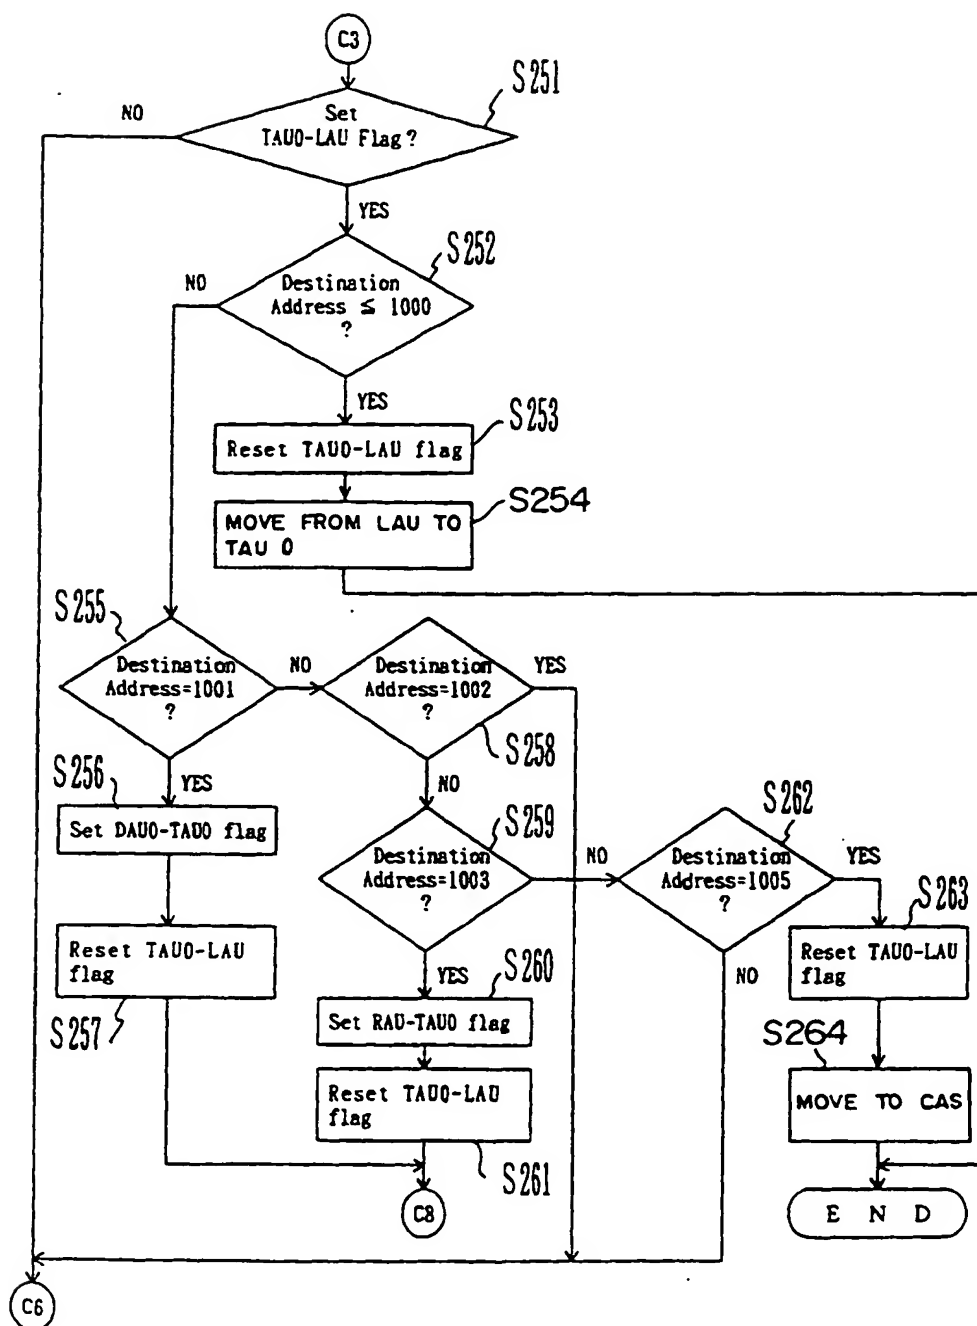 C3
S251
NO
Set
TAU0-LAU Flag?
YES
S252
NO
Destination
Address ≤ 1000
?
YES
S253
Reset TAU0-LAU flag
S254
MOVE FROM LAU TO
TAU 0
S255
Destination
Address=1001
?
NO
Destination
Address=1002
?
YES
S258
S256
YES
NO
Set DAU0-TAU0 flag
S259
Destination
Address=1003
?
NO
S262
Destination
Address=1005
?
YES
S263
Reset TAU0-LAU
flag
S257
YES
S260
Set RAU-TAU0 flag
NO
Reset TAU0-LAU
flag
S264
Reset TAU0-LAU
flag
S261
MOVE TO CAS
C8
E N D
C6